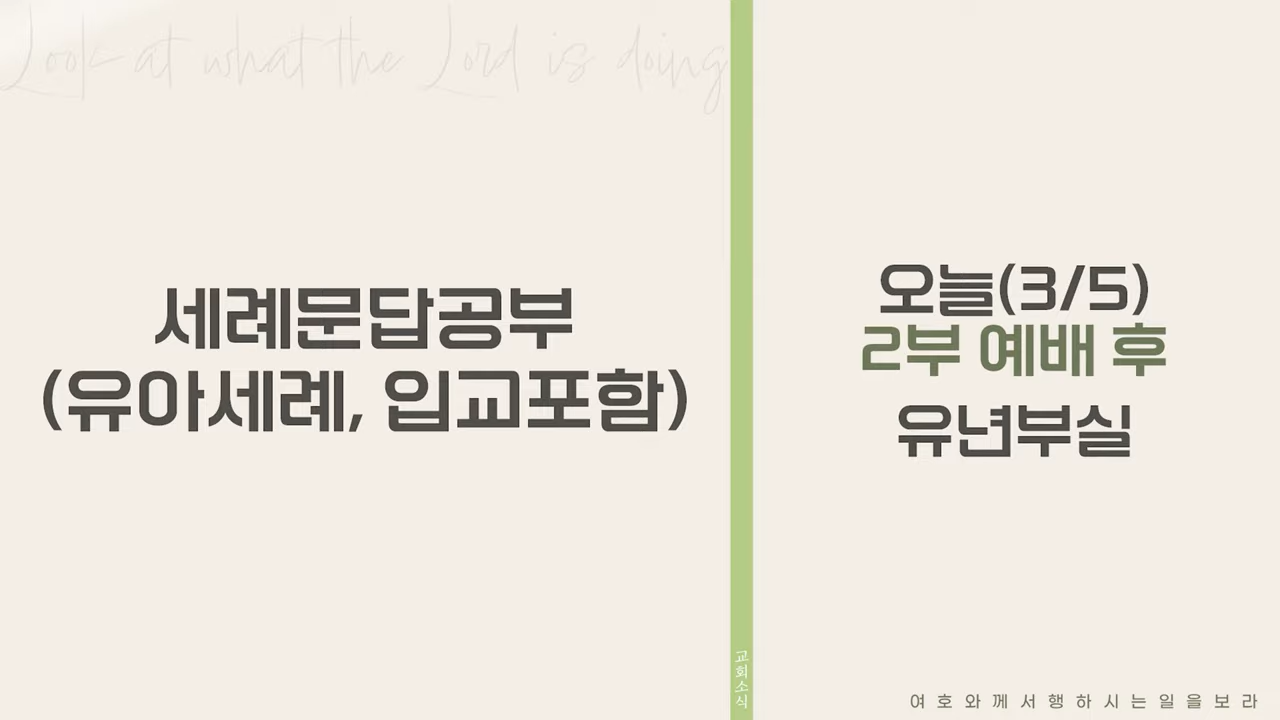 Look at what the Lord is doing
세례문답공부
(유아세례, 입교포함)
오늘(3/5)
2부 예배 후
유년부실
교회소식
여호와께서행하시는일을보라